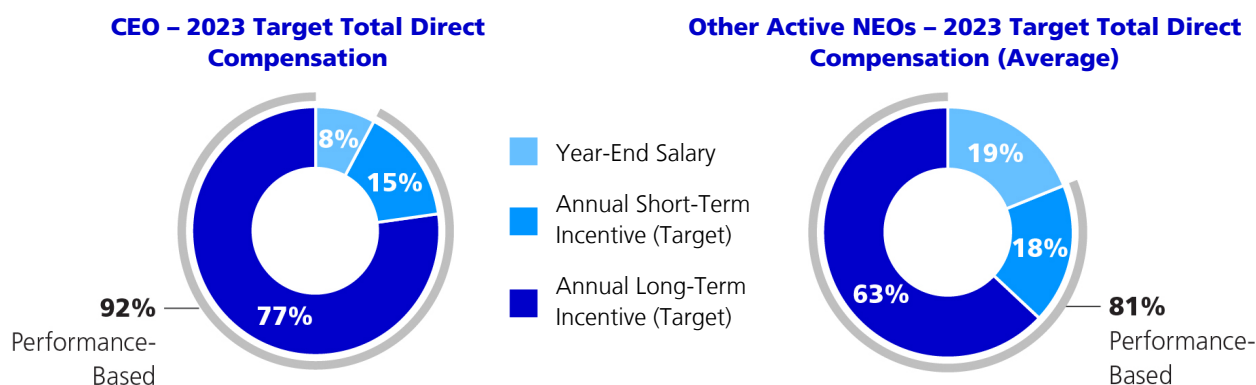 CEO – 2023 Target Total Direct
Compensation
8%
15%
77%
92%
Performance-
Based
Year-End Salary
Annual Short-Term
Incentive (Target)
Annual Long-Term
Incentive (Target)
Other Active NEOs – 2023 Target Total Direct
Compensation (Average)
19%
18%
63%
81%
Performance-
Based